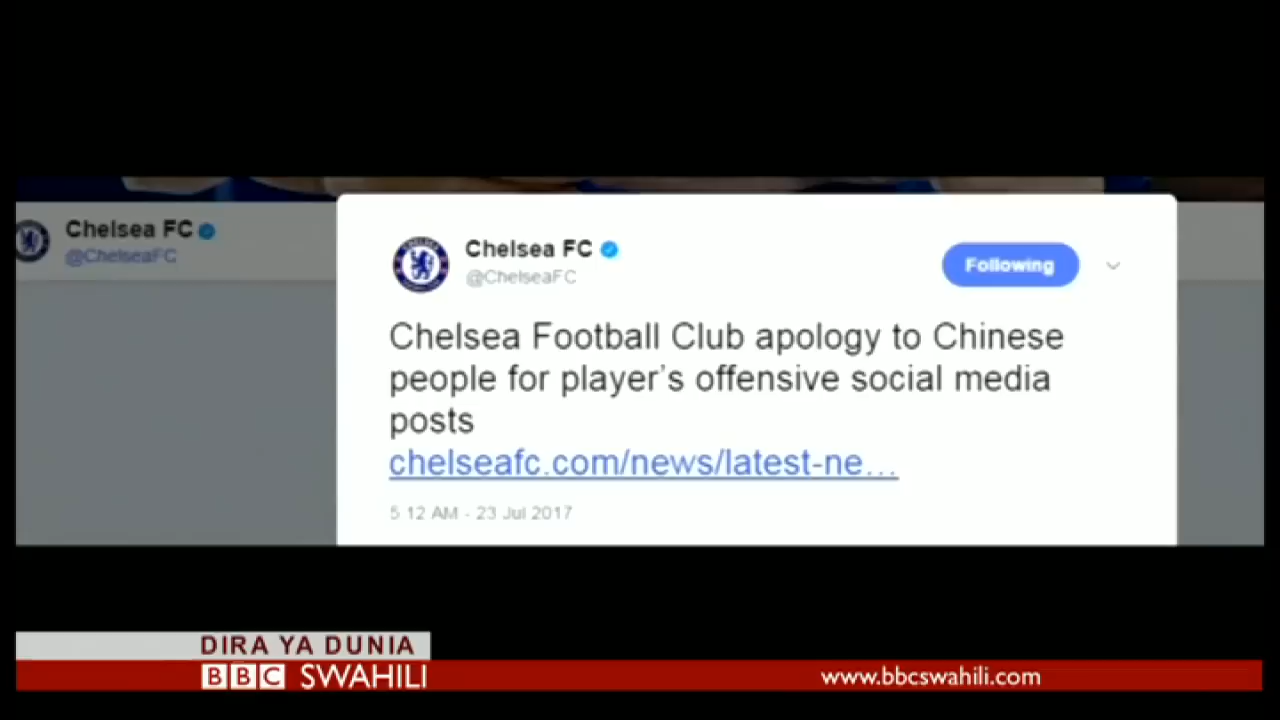 Chelsea FC
@ChelseaFC
Chelsea FC
@ChelseaFC
Following
Chelsea Football Club apology to Chinese
people for player's offensive social media
posts
chelseafc.com/news/latest-ne...
5 12 AM - 23 Jul 2017
DIRA YA DUNIA
BBC SWAHILI
www.bbcswahili.com